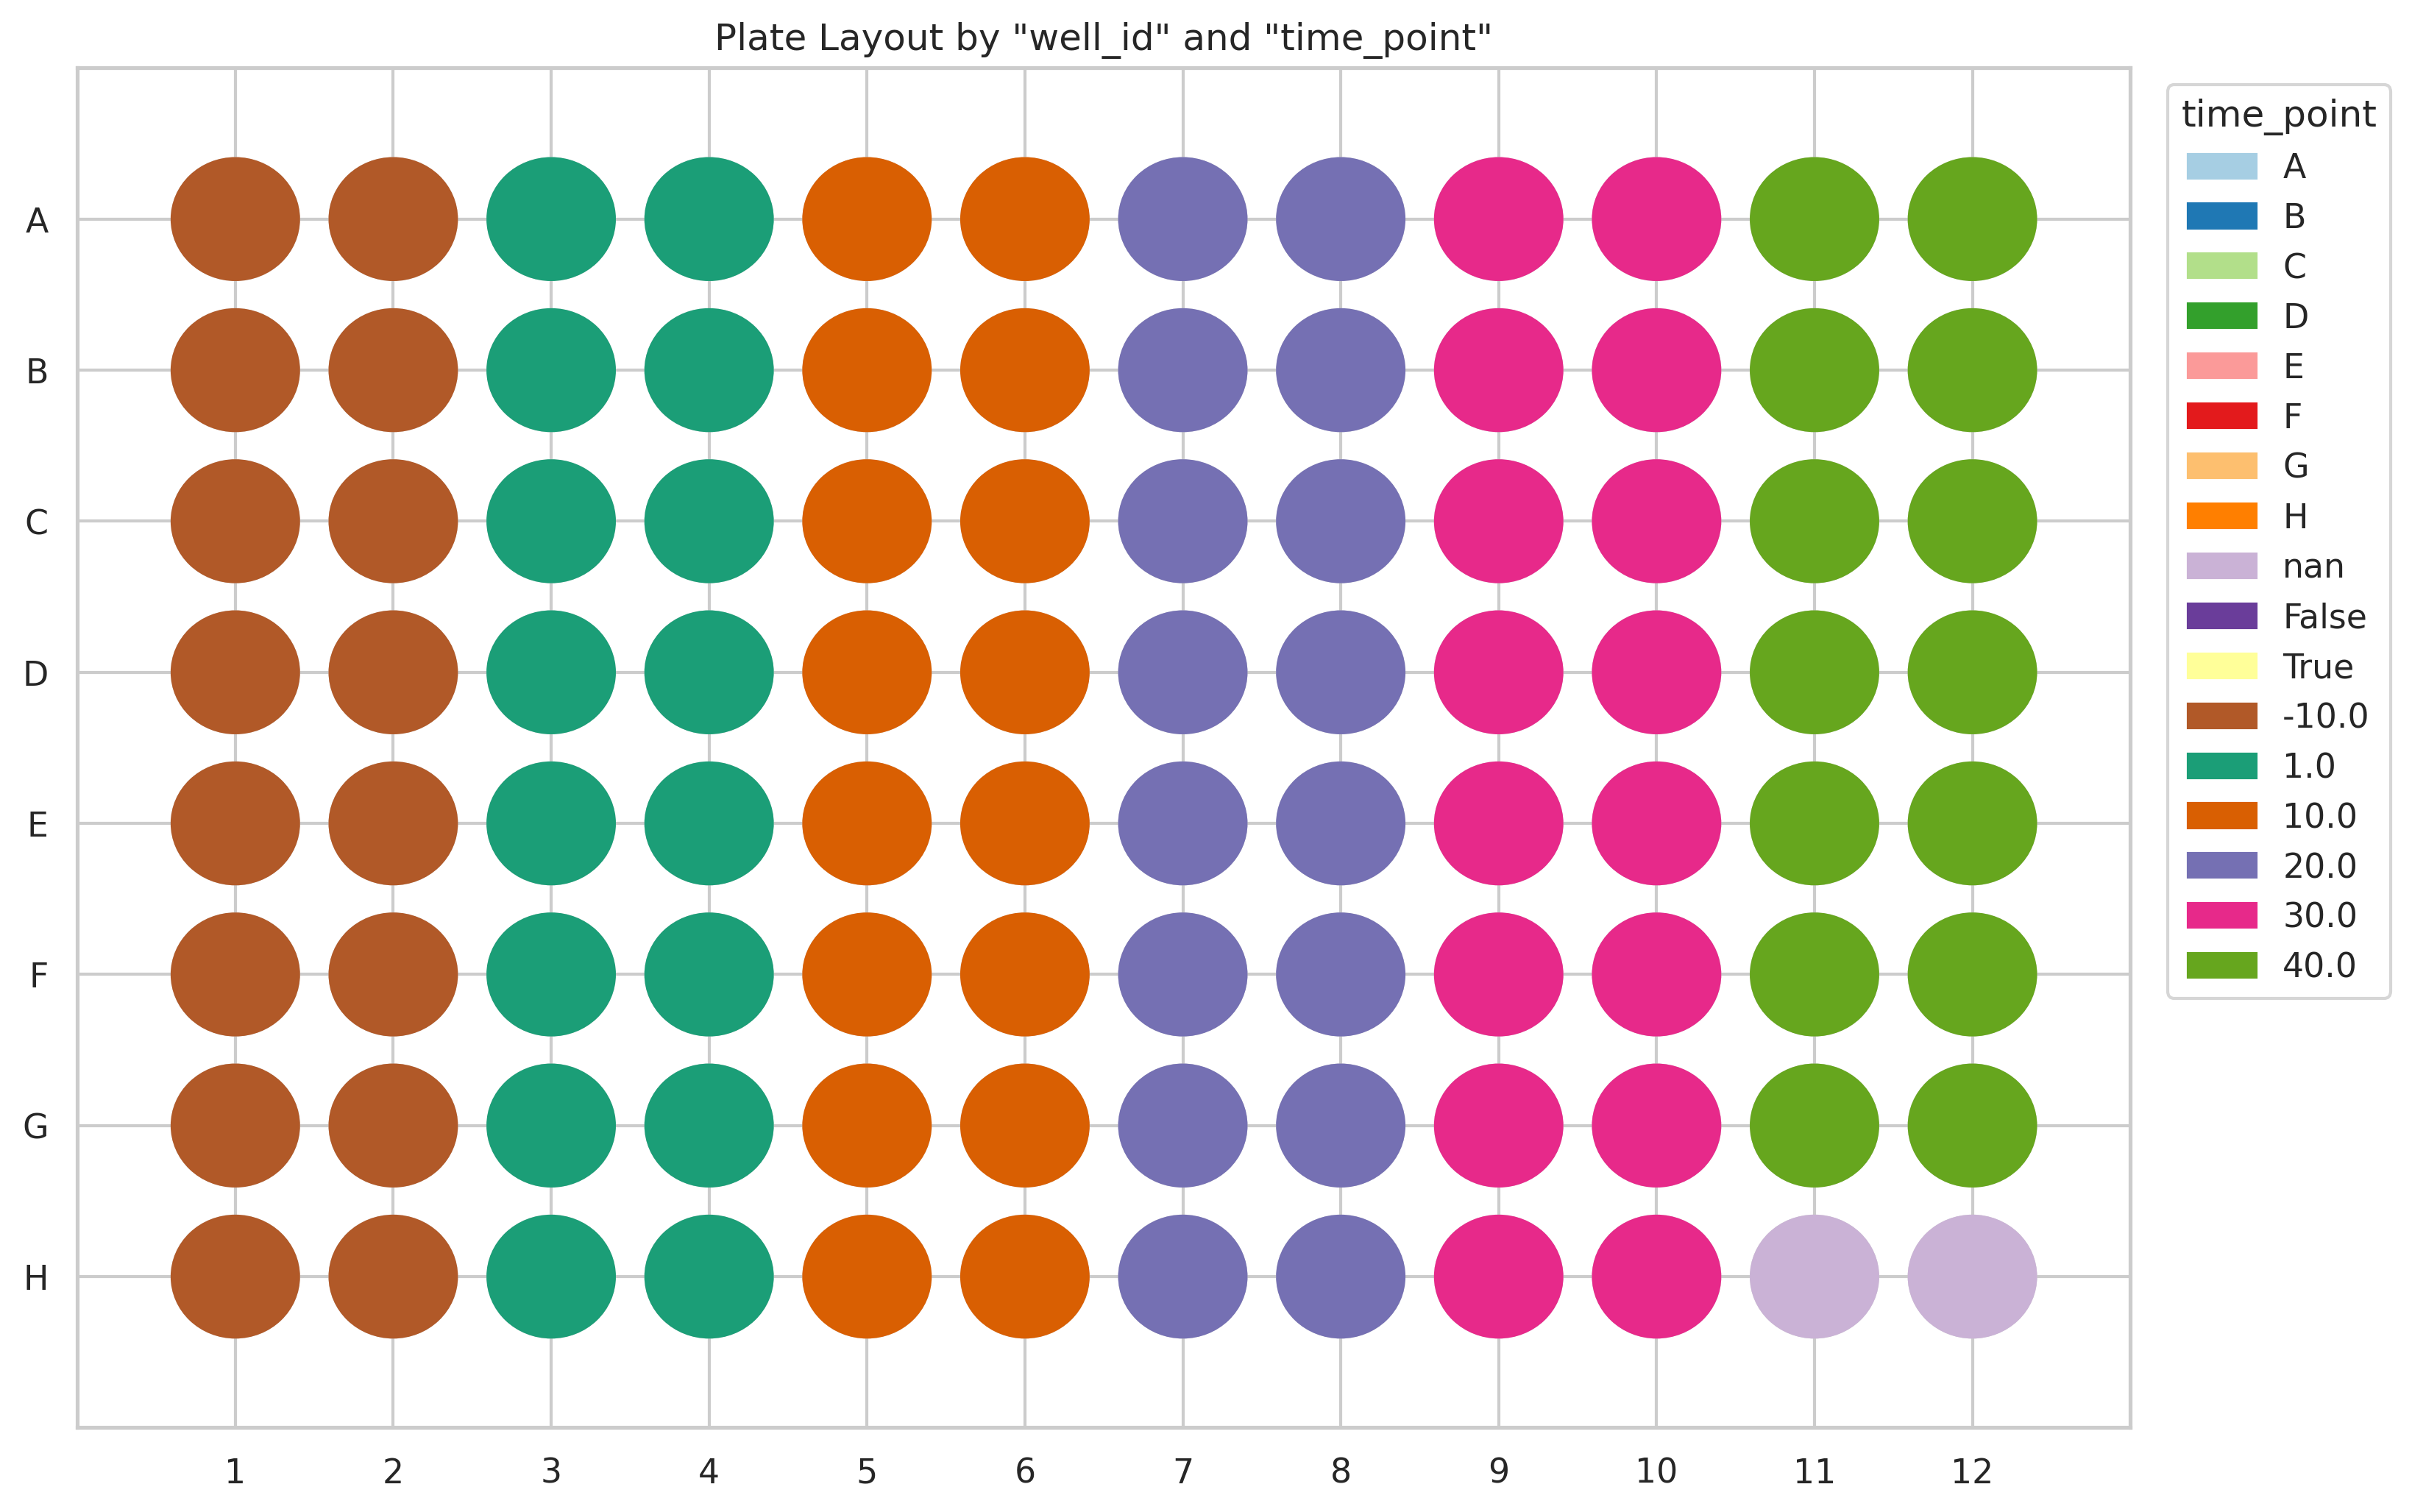 Plate Layout by "well_id" and "time_point"
time_point
A
B
C
D
E
F
G
H
nan
False
True
-10.0
1.0
10.0
20.0
30.0
40.0
A
B
C
D
E
F
G
H
1 2 3 4 5 6 7 8 9 10 11 12